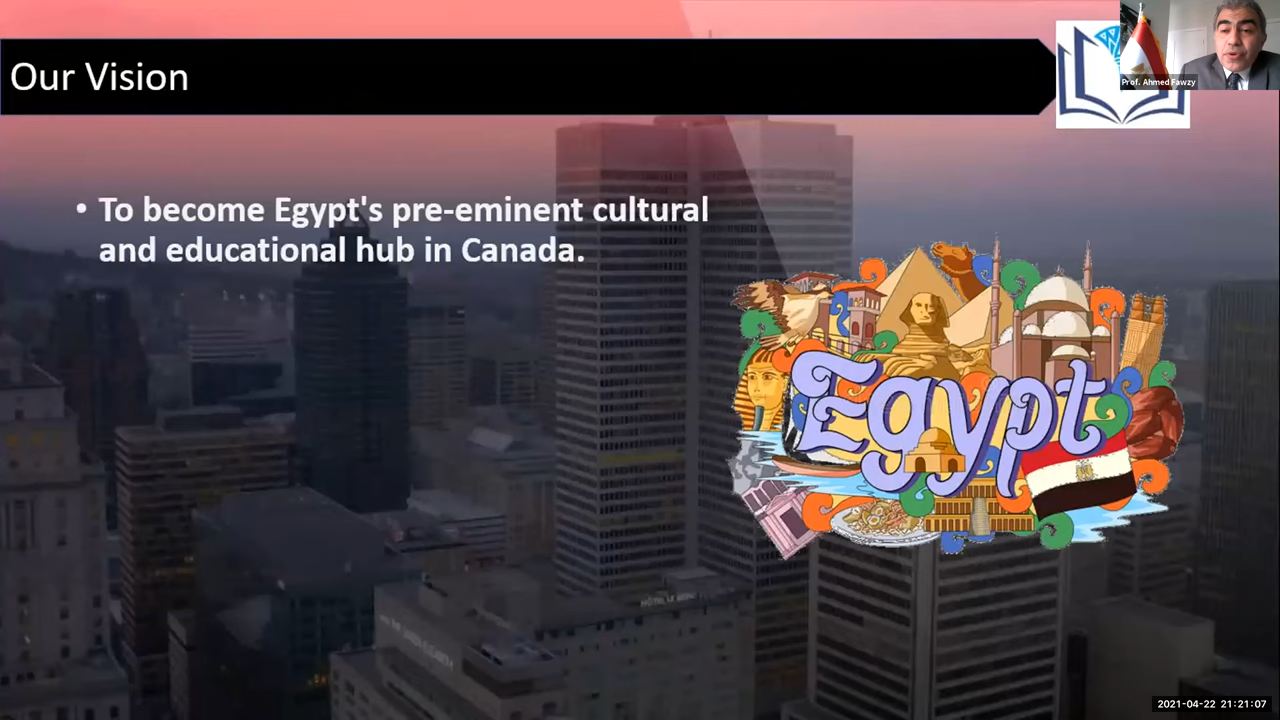 Our Vision
Prof. Ahmed Fawzy
• To become Egypt's pre-eminent cultural
and educational hub in Canada.
Egypt
2021-04-22 21:21:07